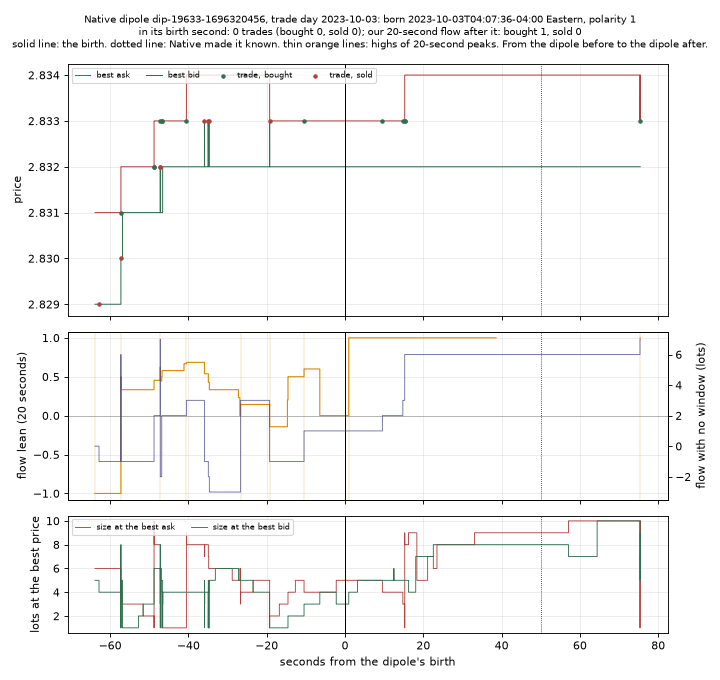 Native dipole dip-19633-1696320456, trade day 2023-10-03: born 2023-10-03T04:07:36-04:00 Eastern, polarity 1
in its birth second: 0 trades (bought 0, sold 0); our 20-second flow after it: bought 1, sold 0
solid line: the birth. dotted line: Native made it known. thin orange lines: highs of 20-second peaks. From the dipole before to the dipole after.
best ask best bid trade, bought trade, sold
2.834
2.833
2.832
2.831
2.830
2.829
price
1.0
0.5
0.0
−0.5
−1.0
flow lean (20 seconds)
6
4
2
0
−2
flow with no window (lots)
size at the best ask size at the best bid
10
8
6
4
2
lots at the best price
−60 −40 −20 0 20 40 60 80
seconds from the dipole's birth